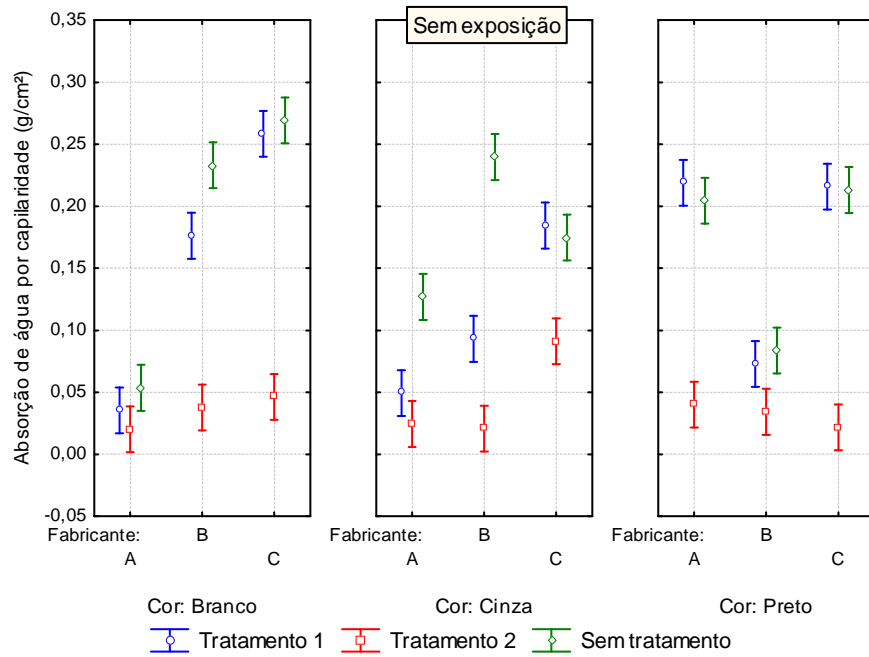 Sem exposição
Absorção de água por capilaridade (g/cm²)
0,35
0,30
0,25
0,20
0,15
0,10
0,05
0,00
-0,05
Fabricante: B Fabricante: B Fabricante: B
A C A C A C
Cor: Branco Cor: Cinza Cor: Preto
Tratamento 1 Tratamento 2 Sem tratamento